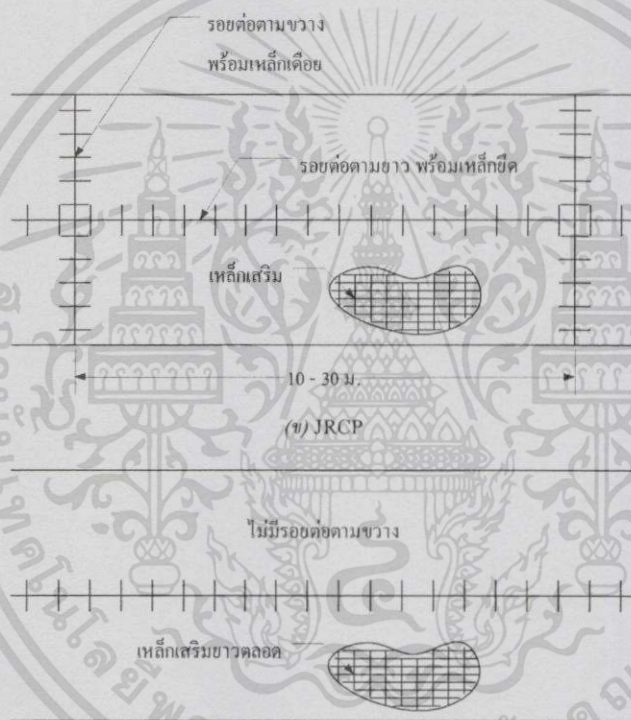 รอยต่อตามขวาง
พร้อมเหล็กเดือย
รอยต่อตามยาว พร้อมเหล็กยึด
เหล็กเสริม
10 - 30 ม.
(ข) JRCP
ไม่มีรอยต่อตามขวาง
เหล็กเสริมยาวตลอด